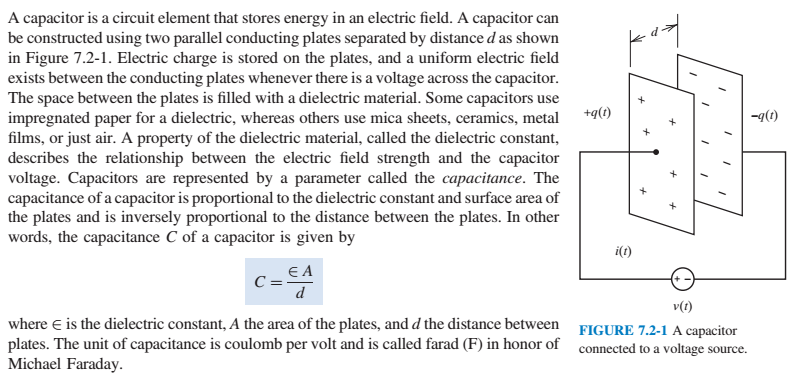 A capacitor is a circuit element that stores energy in an electric field. A capacitor can
be constructed using two parallel conducting plates separated by distance d as shown
in Figure 7.2-1. Electric charge is stored on the plates, and a uniform electric field
exists between the conducting plates whenever there is a voltage across the capacitor.
The space between the plates is filled with a dielectric material. Some capacitors use
impregnated paper for a dielectric, whereas others use mica sheets, ceramics, metal
films, or just air. A property of the dielectric material, called the dielectric constant,
describes the relationship between the electric field strength and the capacitor
voltage. Capacitors are represented by a parameter called the capacitance. The
capacitance of a capacitor is proportional to the dielectric constant and surface area of
the plates and is inversely proportional to the distance between the plates. In other
words, the capacitance C of a capacitor is given by
C = ∈ A / d
where ∈ is the dielectric constant, A the area of the plates, and d the distance between
plates. The unit of capacitance is coulomb per volt and is called farad (F) in honor of
Michael Faraday.
d
+q(t)
–q(t)
+ + + + + +
– – – – – – – –
i(t)
+ –
v(t)
FIGURE 7.2-1 A capacitor
connected to a voltage source.